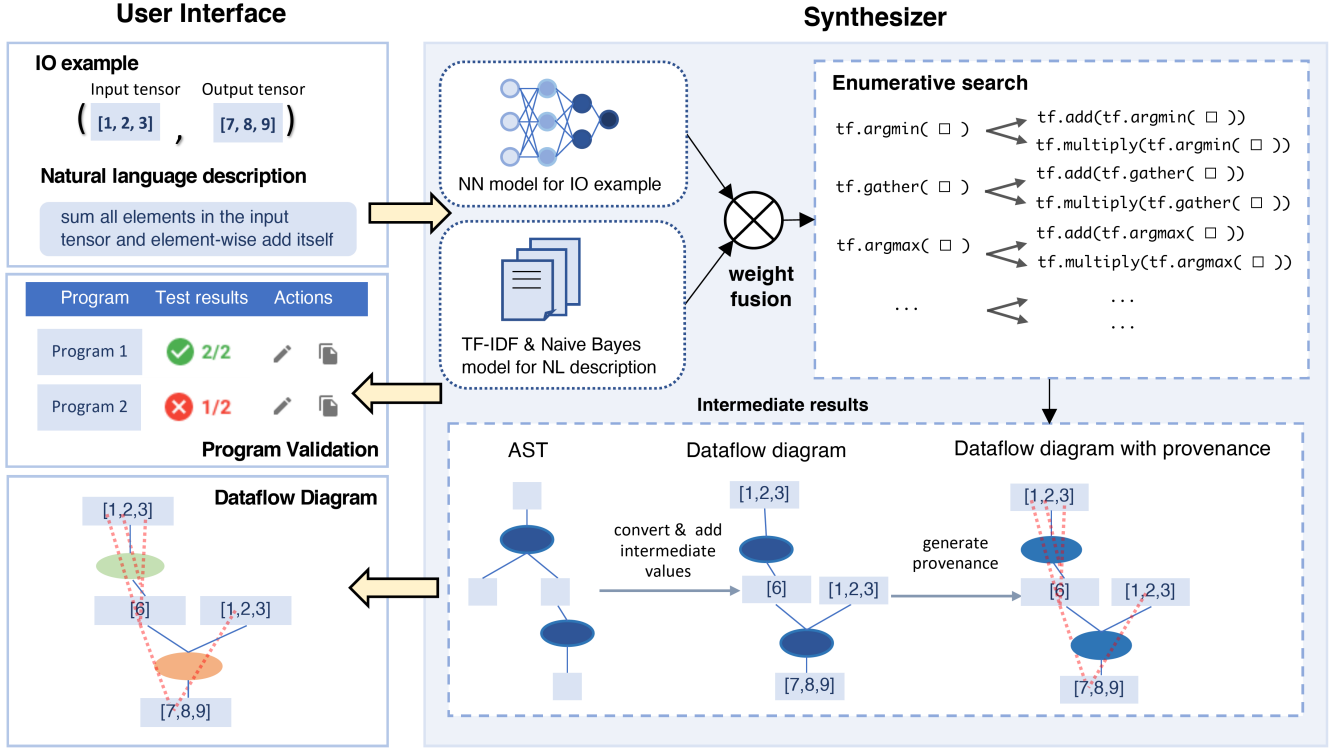 User Interface
Synthesizer
IO example
Input tensor
Output tensor
( [1, 2, 3] , [7, 8, 9] )
Natural language description
sum all elements in the input
tensor and element-wise add itself
Program Test results Actions
Program 1 2/2
Program 2 1/2
Program Validation
Dataflow Diagram
[1,2,3]
[6]
[1,2,3]
[7,8,9]
NN model for IO example
TF-IDF & Naive Bayes
model for NL description
weight
fusion
Enumerative search
tf.argmin( □ )
tf.add(tf.argmin( □ ))
tf.multiply(tf.argmin( □ ))
tf.gather( □ )
tf.add(tf.gather( □ ))
tf.multiply(tf.gather( □ ))
tf.argmax( □ )
tf.add(tf.argmax( □ ))
tf.multiply(tf.argmax( □ ))
...
...
...
Intermediate results
AST
convert & add
intermediate
values
Dataflow diagram
[1,2,3]
[6]
[1,2,3]
[7,8,9]
generate
provenance
Dataflow diagram with provenance
[1,2,3]
[6]
[1,2,3]
[7,8,9]